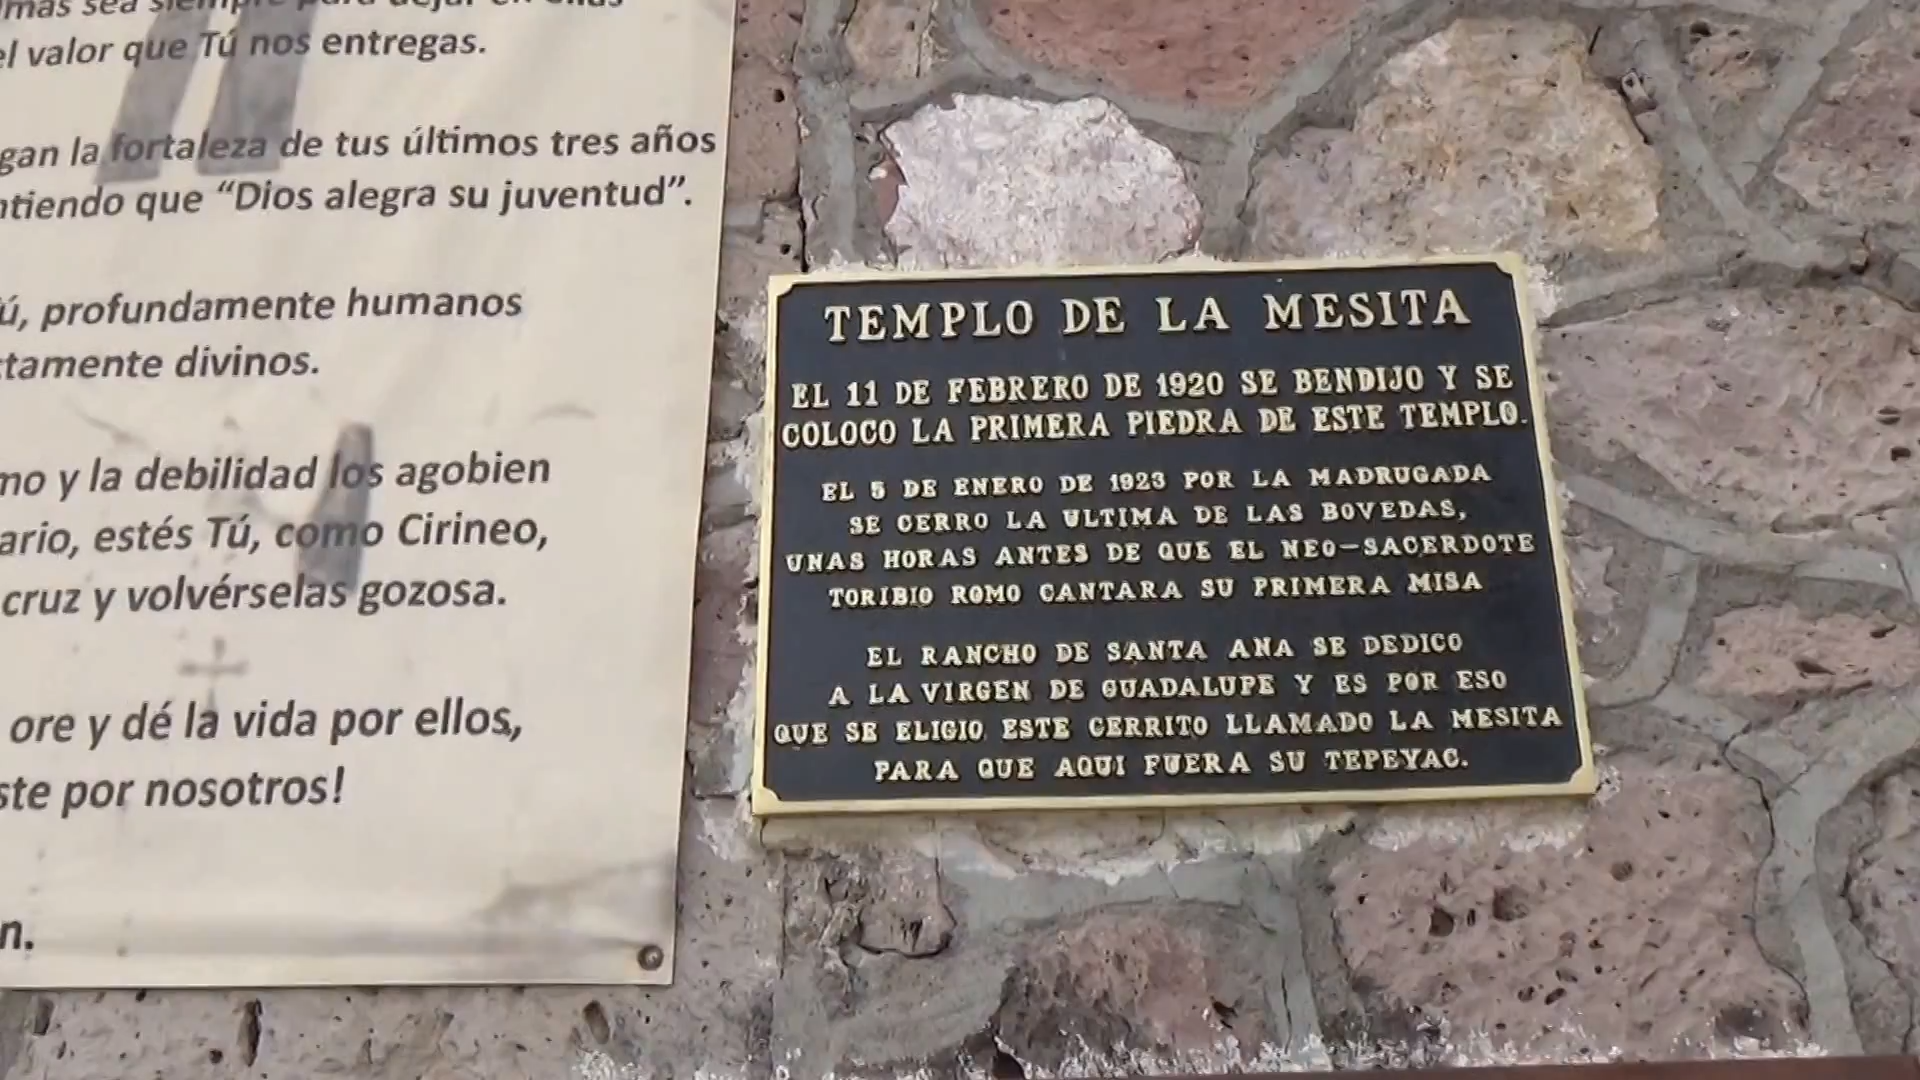 para dejar en ellas
el valor que Tú nos entregas.
la fortaleza de tus últimos tres años
que “Dios alegra su juventud”.
profundamente humanos
divinos.
y la debilidad los agobien
estés Tú, como Cirineo,
cruz y volvérselas gozosa.
ore y dé la vida por ellos,
por nosotros!
TEMPLO DE LA MESITA
EL 11 DE FEBRERO DE 1920 SE BENDIJO Y SE
COLOCO LA PRIMERA PIEDRA DE ESTE TEMPLO.
EL 5 DE ENERO DE 1923 POR LA MADRUGADA
SE CERRO LA ULTIMA DE LAS BOVEDAS,
UNAS HORAS ANTES DE QUE EL NEO-SACERDOTE
TORIBIO ROMO CANTARA SU PRIMERA MISA
EL RANCHO DE SANTA ANA SE DEDICO
A LA VIRGEN DE GUADALUPE Y ES POR ESO
QUE SE ELIGIO ESTE CERRITO LLAMADO LA MESITA
PARA QUE AQUI FUERA SU TEPEYAC.